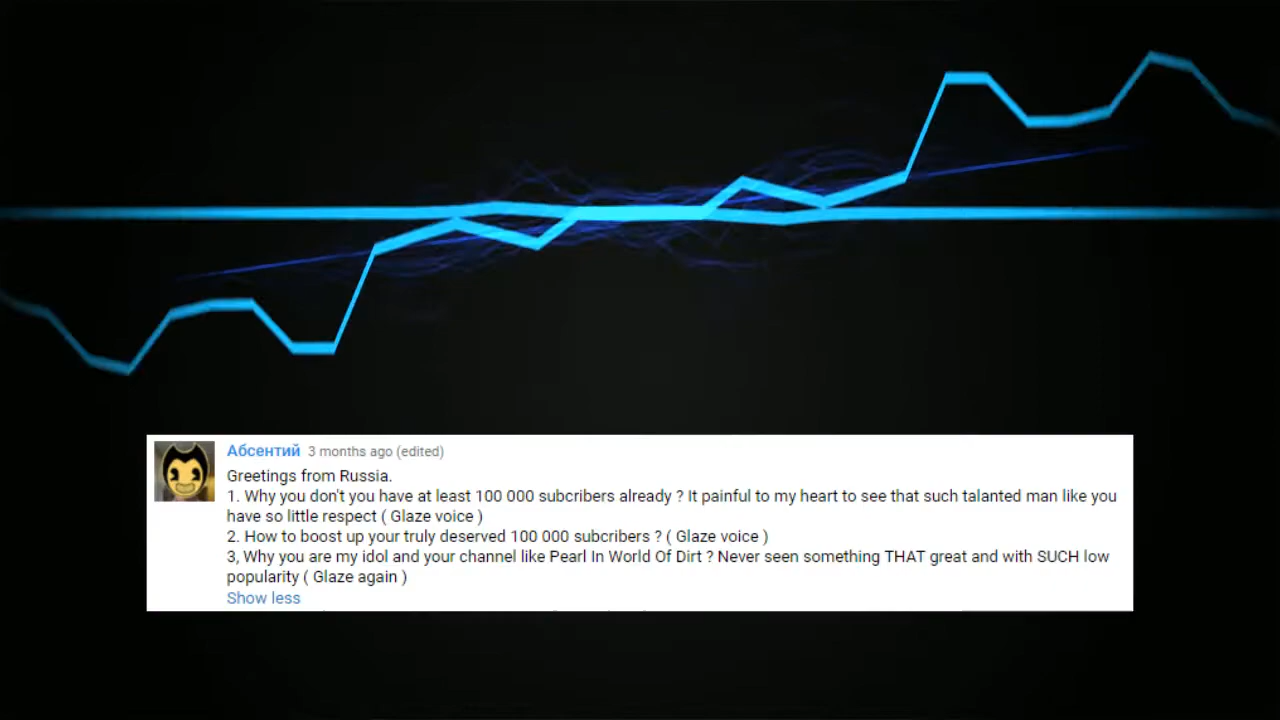 Абсентий 3 months ago (edited)
Greetings from Russia.
1. Why you don't you have at least 100 000 subcribers already ? It painful to my heart to see that such talanted man like you
have so little respect ( Glaze voice )
2. How to boost up your truly deserved 100 000 subcribers ? ( Glaze voice )
3, Why you are my idol and your channel like Pearl In World Of Dirt ? Never seen something THAT great and with SUCH low
popularity ( Glaze again )
Show less